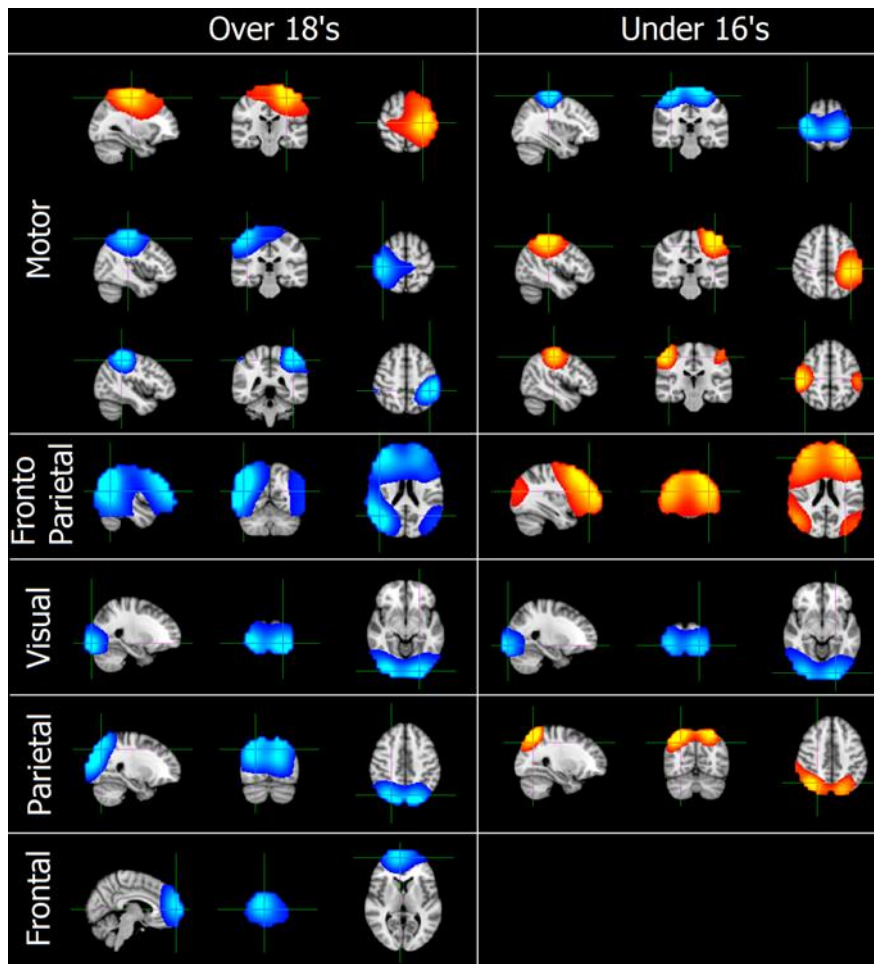 Over 18's
Under 16's
Motor
Fronto
Parietal
Visual
Parietal
Frontal